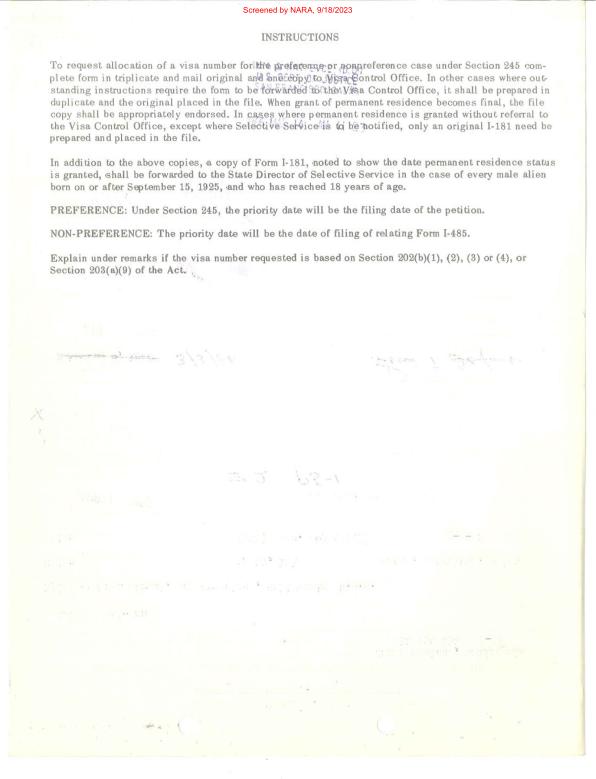 Screened by NARA, 9/18/2023
INSTRUCTIONS
To request allocation of a visa number for the preference or nonpreference case under Section 245 com-
plete form in triplicate and mail original and one copy to Visa Control Office. In other cases where out-
standing instructions require the form to be forwarded to the Visa Control Office, it shall be prepared in
duplicate and the original placed in the file. When grant of permanent residence becomes final, the file
copy shall be appropriately endorsed. In cases where permanent residence is granted without referral to
the Visa Control Office, except where Selective Service is to be notified, only an original I-181 need be
prepared and placed in the file.
In addition to the above copies, a copy of Form I-181, noted to show the date permanent residence status
is granted, shall be forwarded to the State Director of Selective Service in the case of every male alien
born on or after September 15, 1925, and who has reached 18 years of age.
PREFERENCE: Under Section 245, the priority date will be the filing date of the petition.
NON-PREFERENCE: The priority date will be the date of filing of relating Form I-485.
Explain under remarks if the visa number requested is based on Section 202(b)(1), (2), (3) or (4), or
Section 203(a)(9) of the Act.